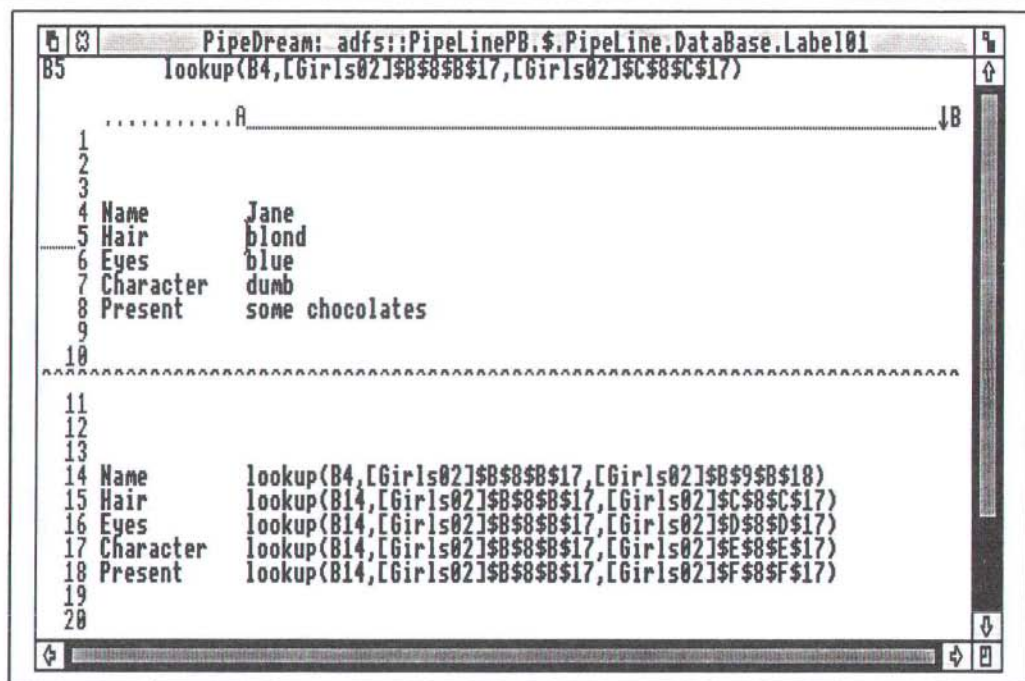 PipeDream: adfs::PipeLinePB.$.PipeLine.DataBase.Label01
B5 lookup(B4,[Girls02]$B$8$B$17,[Girls02]$C$8$C$17)
...........A ↓B
1
2
3
4 Name Jane
5 Hair blond
6 Eyes blue
7 Character dumb
8 Present some chocolates
9
10
^^^^^^^^^^^^^^^^^^^^^^^^^^^^^^^^^^^^^^^^^^^^^^^^^^^^^^^^^^^^^^^^^^^^^^^^^^^^
11
12
13
14 Name lookup(B4,[Girls02]$B$8$B$17,[Girls02]$B$9$B$18)
15 Hair lookup(B14,[Girls02]$B$8$B$17,[Girls02]$C$8$C$17)
16 Eyes lookup(B14,[Girls02]$B$8$B$17,[Girls02]$D$8$D$17)
17 Character lookup(B14,[Girls02]$B$8$B$17,[Girls02]$E$8$E$17)
18 Present lookup(B14,[Girls02]$B$8$B$17,[Girls02]$F$8$F$17)
19
20